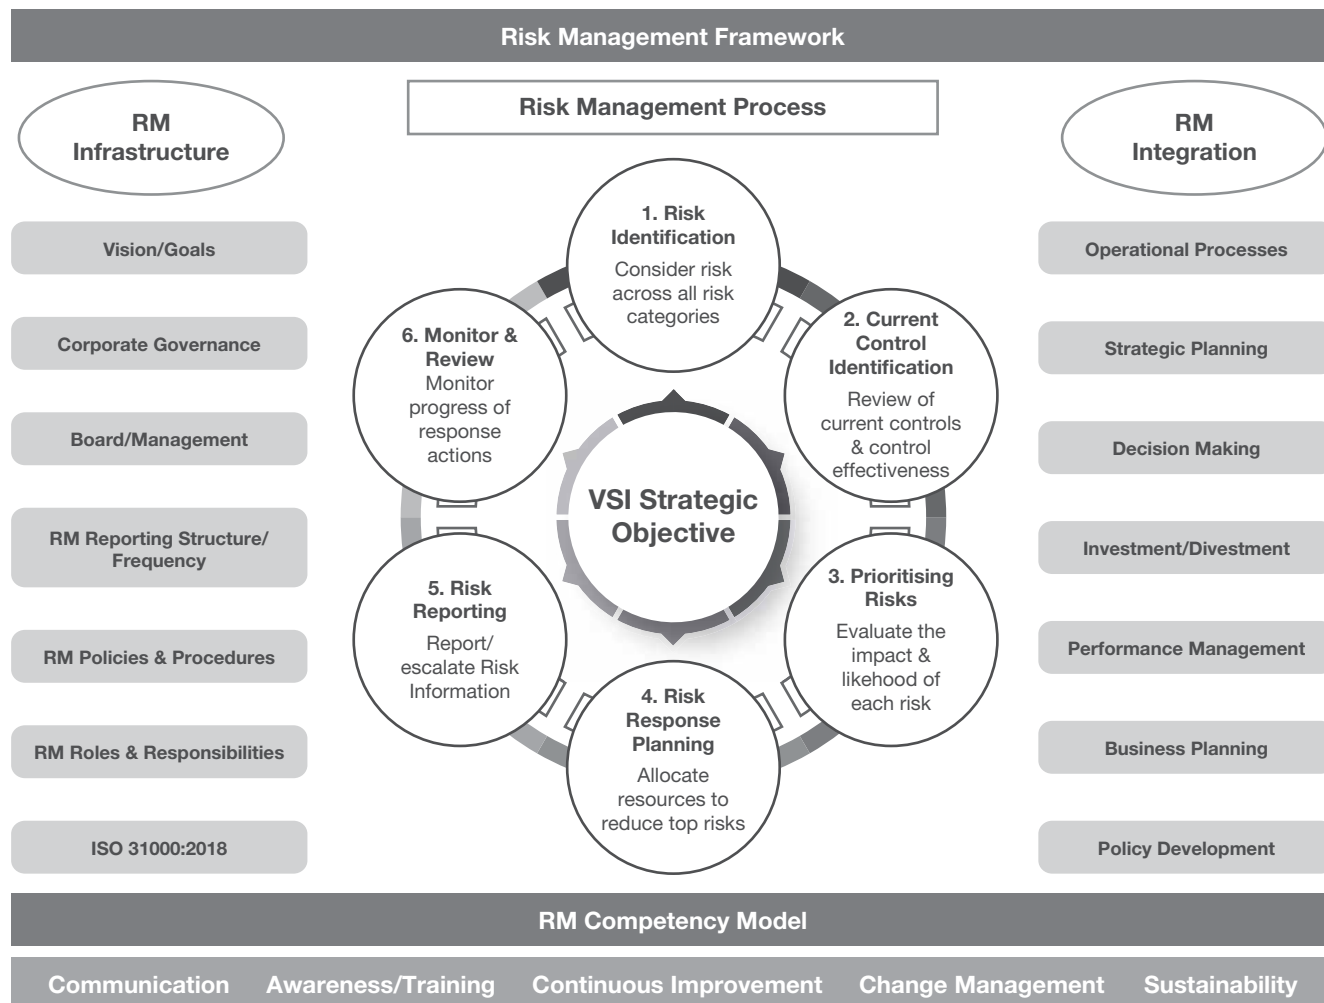 Risk Management Framework
RM
Infrastructure
Vision/Goals
Corporate Governance
Board/Management
RM Reporting Structure/
Frequency
RM Policies & Procedures
RM Roles & Responsibilities
ISO 31000:2018
Risk Management Process
1. Risk
Identification
Consider risk
across all risk
categories
2. Current
Control
Identification
Review of
current controls
& control
effectiveness
3. Prioritising
Risks
Evaluate the
impact &
likehood of
each risk
4. Risk
Response
Planning
Allocate
resources to
reduce top risks
5. Risk
Reporting
Report/
escalate Risk
Information
6. Monitor &
Review
Monitor
progress of
response
actions
VSI Strategic
Objective
RM
Integration
Operational Processes
Strategic Planning
Decision Making
Investment/Divestment
Performance Management
Business Planning
Policy Development
RM Competency Model
Communication Awareness/Training Continuous Improvement Change Management Sustainability